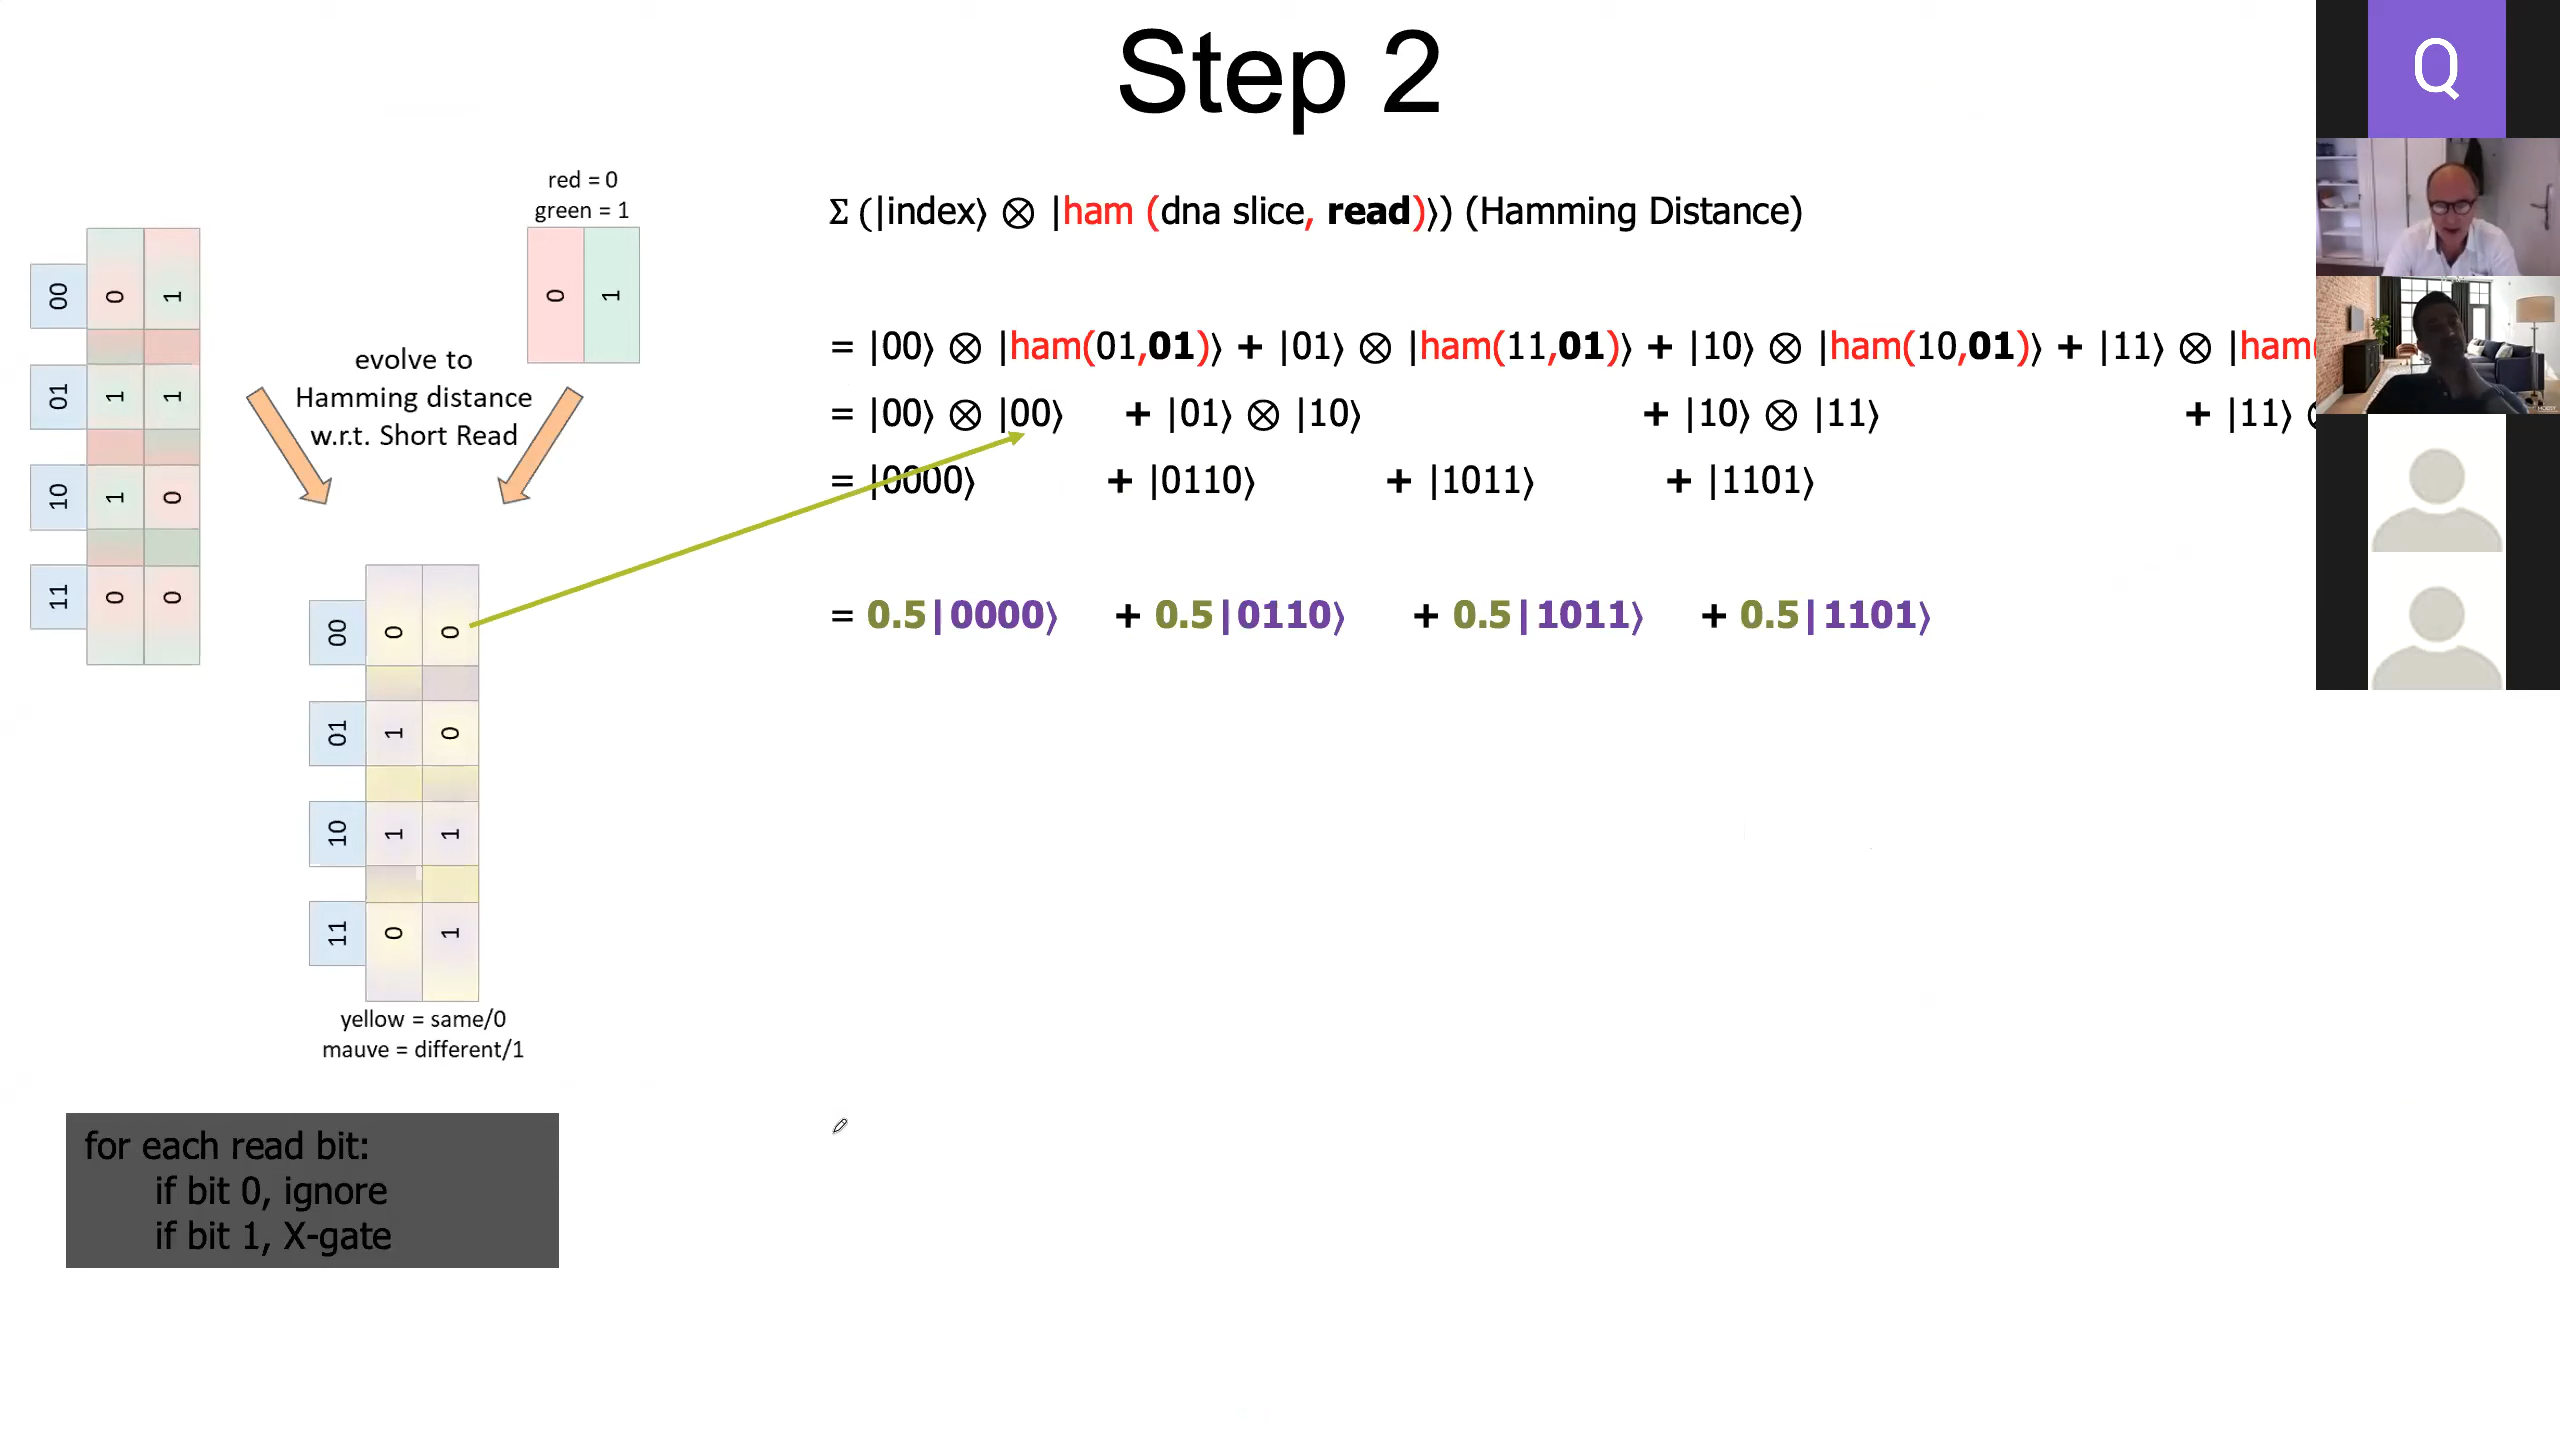 Step 2
Q
red = 0
green = 1
0 1
Σ (|index⟩ ⊗ |ham (dna slice, read)⟩) (Hamming Distance)
= |00⟩ ⊗ |ham(01,01)⟩ + |01⟩ ⊗ |ham(11,01)⟩ + |10⟩ ⊗ |ham(10,01)⟩ + |11⟩ ⊗ |ham(
= |00⟩ ⊗ |00⟩ + |01⟩ ⊗ |10⟩ + |10⟩ ⊗ |11⟩ + |11⟩
= |0000⟩ + |0110⟩ + |1011⟩ + |1101⟩
= 0.5|0000⟩ + 0.5|0110⟩ + 0.5|1011⟩ + 0.5|1101⟩
00 0 1
01 1 1
10 1 0
11 0 0
evolve to
Hamming distance
w.r.t. Short Read
00 0 0
01 1 0
10 1 1
11 0 1
yellow = same/0
mauve = different/1
for each read bit:
if bit 0, ignore
if bit 1, X-gate